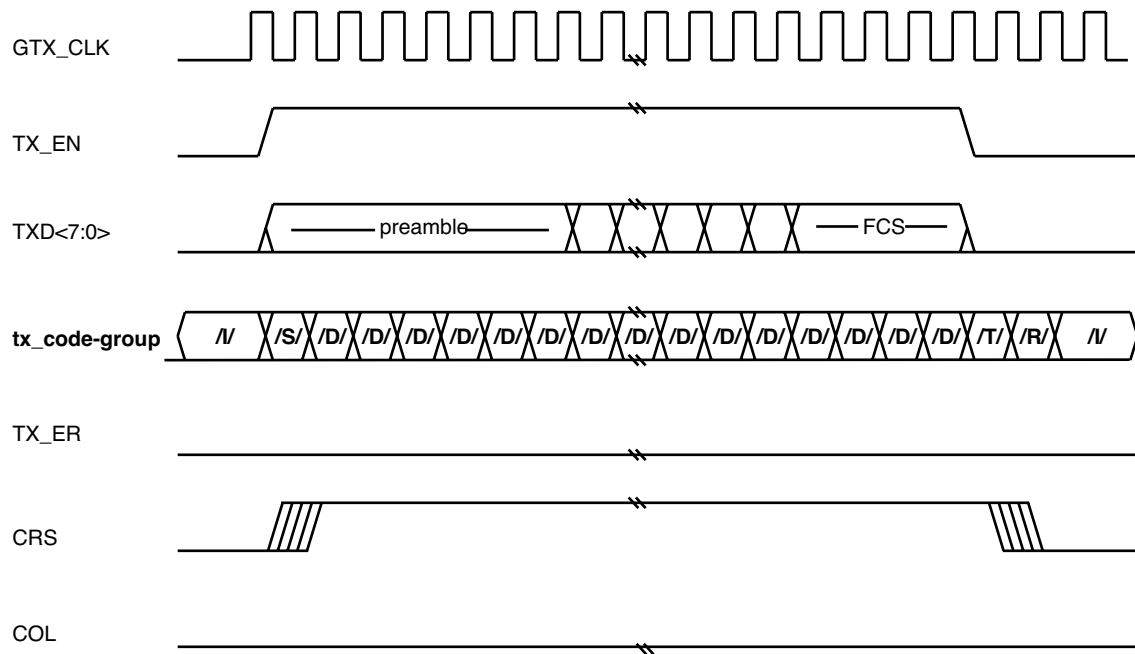 GTX_CLK
TX_EN
TXD<7:0> preamble FCS
tx_code-group /I/ /S/ /D/ /D/ /D/ /D/ /D/ /D/ /D/ /D/ /D/ /D/ /D/ /D/ /D/ /D/ /D/ /T/ /R/ /I/
TX_ER
CRS
COL